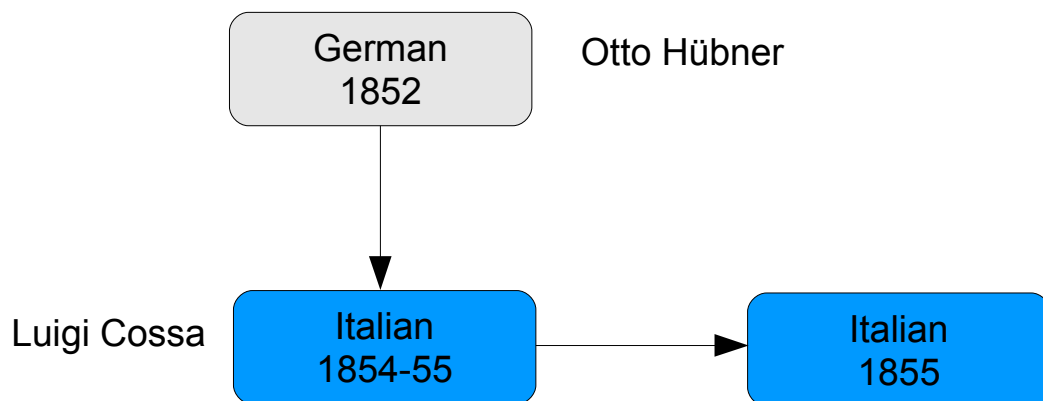 German
1852
Otto Hübner
Luigi Cossa
Italian
1854-55
Italian
1855